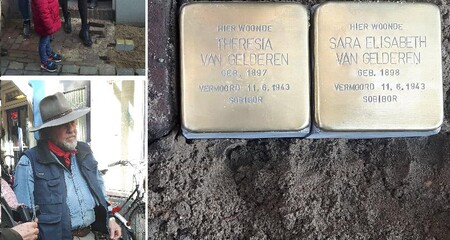 HIER WOONDE
THERESIA
VAN GELDEREN
GEB. 1897
VERMOORD 11.6.1943
SOBIBOR
HIER WOONDE
SARA ELISABETH
VAN GELDEREN
GEB. 1898
VERMOORD 11.6.1943
SOBIBOR